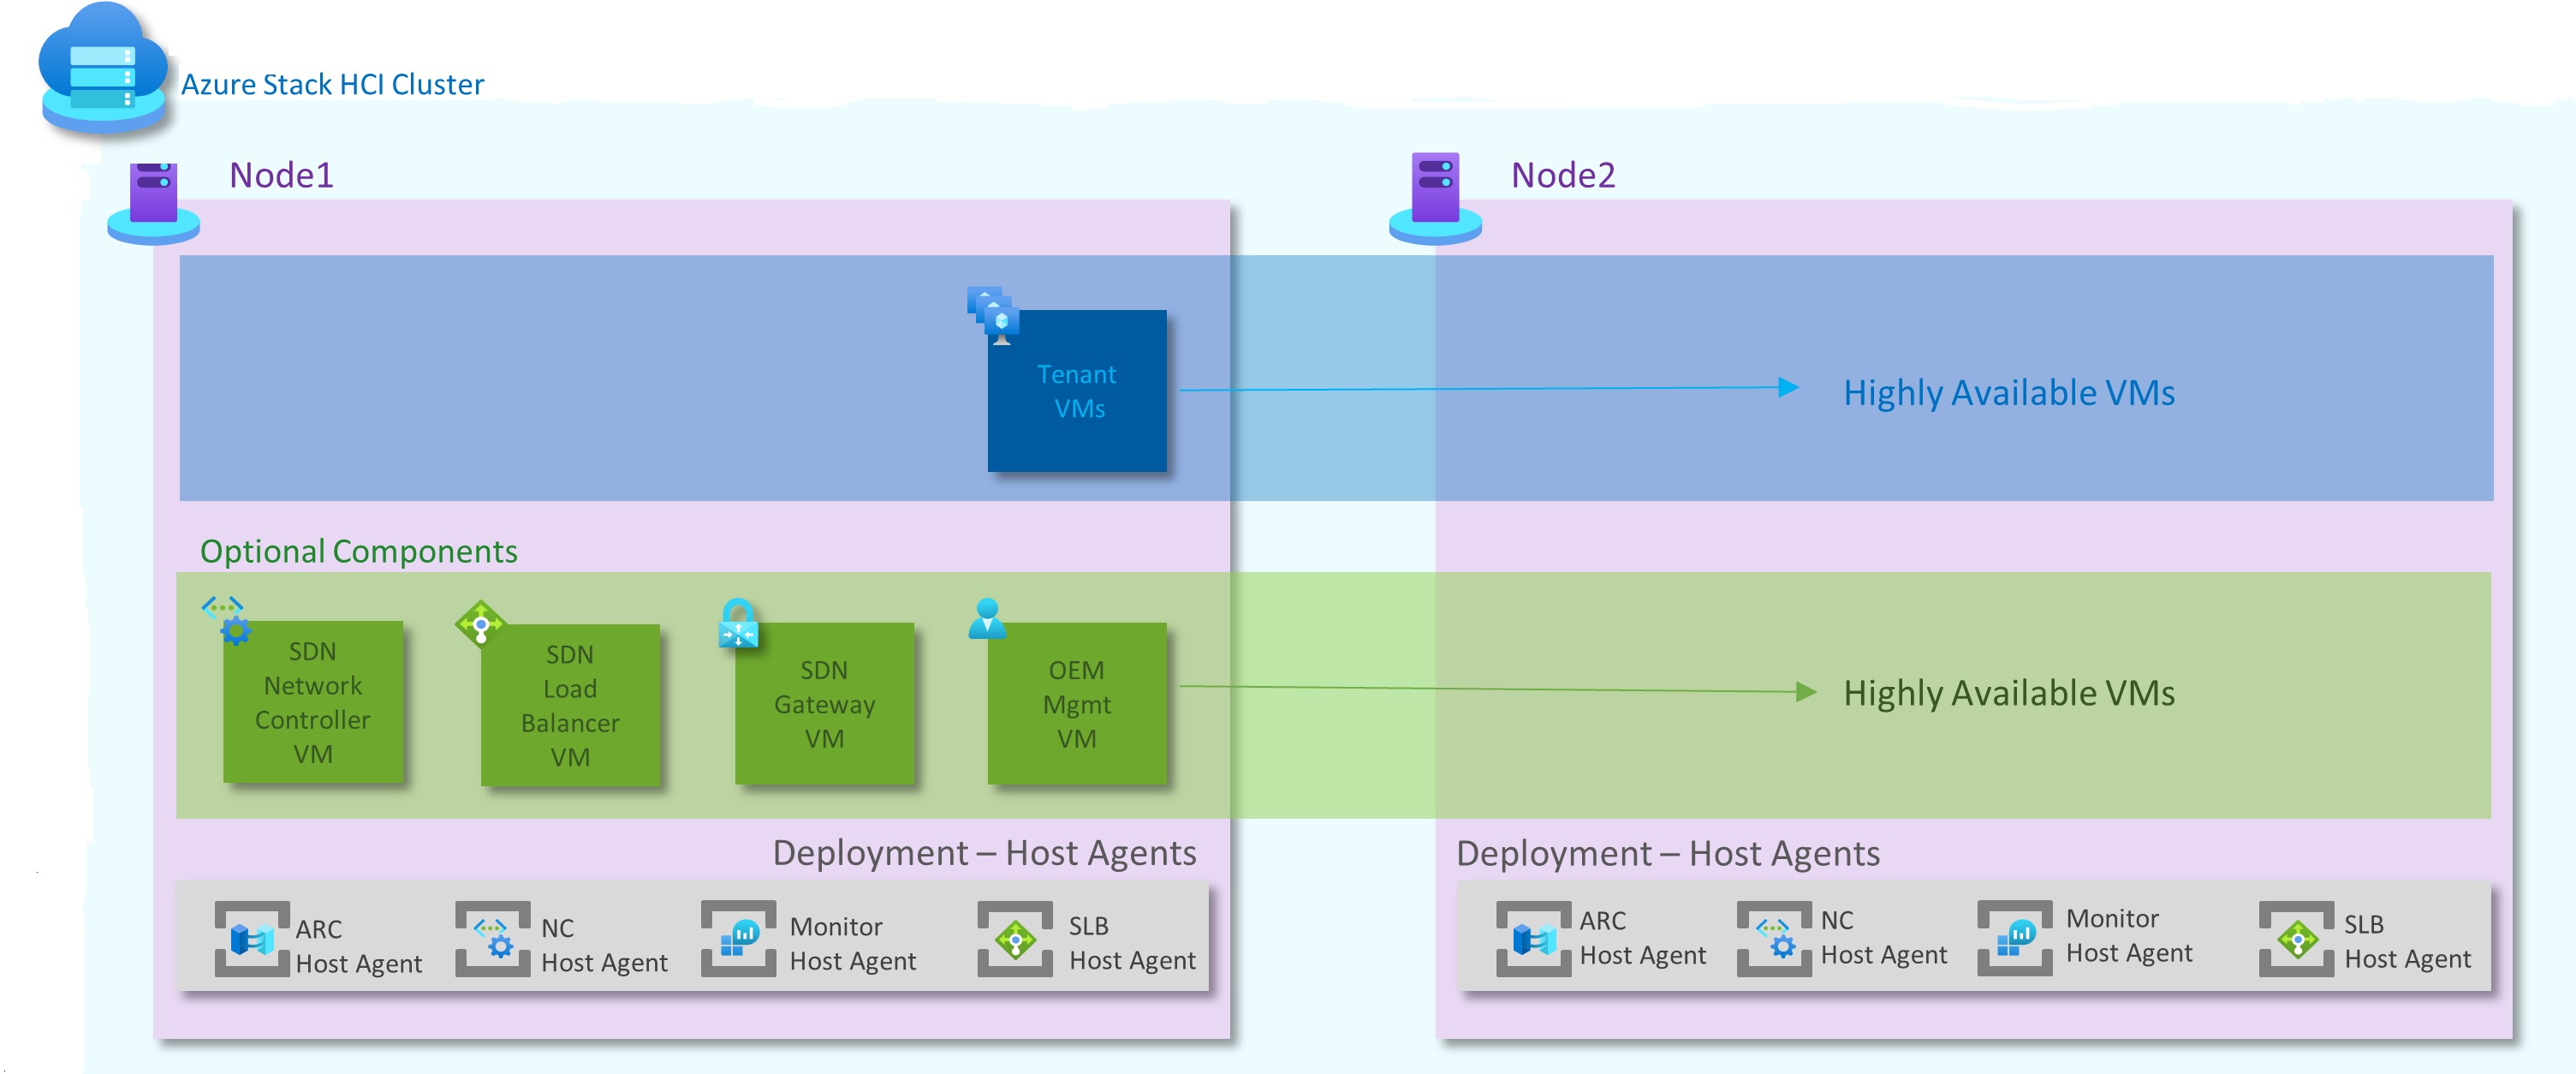 Azure Stack HCI Cluster
Node1
Node2
Tenant
VMs
Highly Available VMs
Optional Components
SDN
Network
Controller
VM
SDN
Load
Balancer
VM
SDN
Gateway
VM
OEM
Mgmt
VM
Highly Available VMs
Deployment – Host Agents
ARC
Host Agent
NC
Host Agent
Monitor
Host Agent
SLB
Host Agent
Deployment – Host Agents
ARC
Host Agent
NC
Host Agent
Monitor
Host Agent
SLB
Host Agent